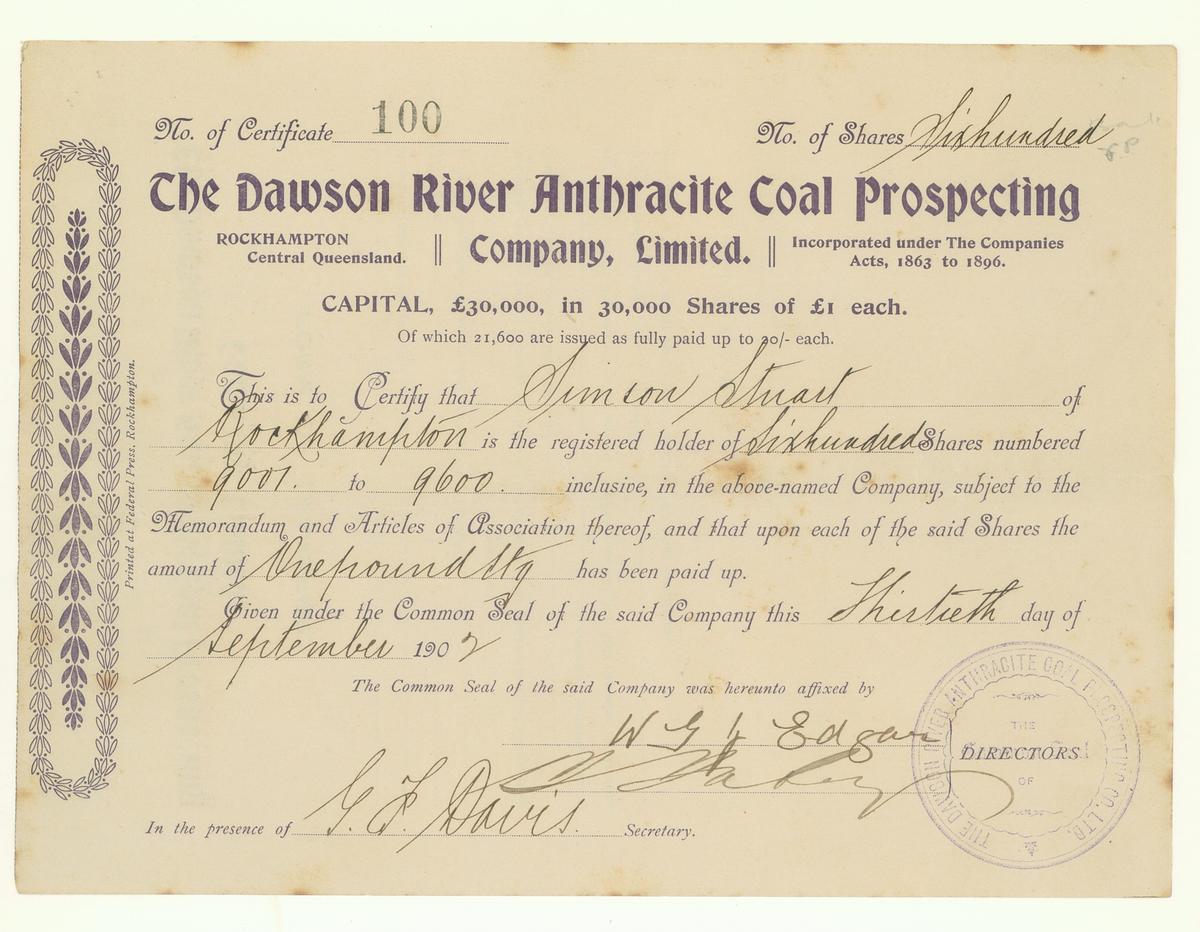 No. of Certificate 100
No. of Shares Sixhundred
The Dawson River Anthracite Coal Prospecting
ROCKHAMPTON
Central Queensland.
Company, Limited.
Incorporated under The Companies
Acts, 1863 to 1896.
CAPITAL, £30,000, in 30,000 Shares of £1 each.
Of which 21,600 are issued as fully paid up to 20/- each.
This is to Certify that Simson Stuart of
Rockhampton is the registered holder of Sixhundred Shares numbered
9001. to 9600. inclusive, in the above-named Company, subject to the
Memorandum and Articles of Association thereof, and that upon each of the said Shares the
amount of Onepound Stg has been paid up.
Given under the Common Seal of the said Company this Thirtieth day of
September 1902
The Common Seal of the said Company was hereunto affixed by
W G Edgar
DIRECTORS.
In the presence of G. F. Davis. Secretary.
THE DAWSON RIVER ANTHRACITE COAL PROSPECTING CO. LTD.
THE
OF
Printed at Federal Press, Rockhampton.